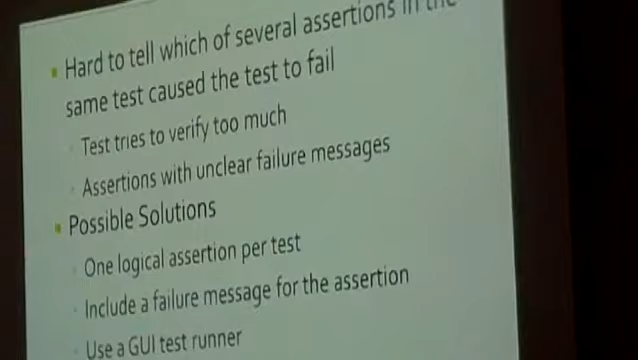 Hard to tell which of several assertions in the
same test caused the test to fail
Test tries to verify too much
Assertions with unclear failure messages
Possible Solutions
One logical assertion per test
Include a failure message for the assertion
Use a GUI test runner